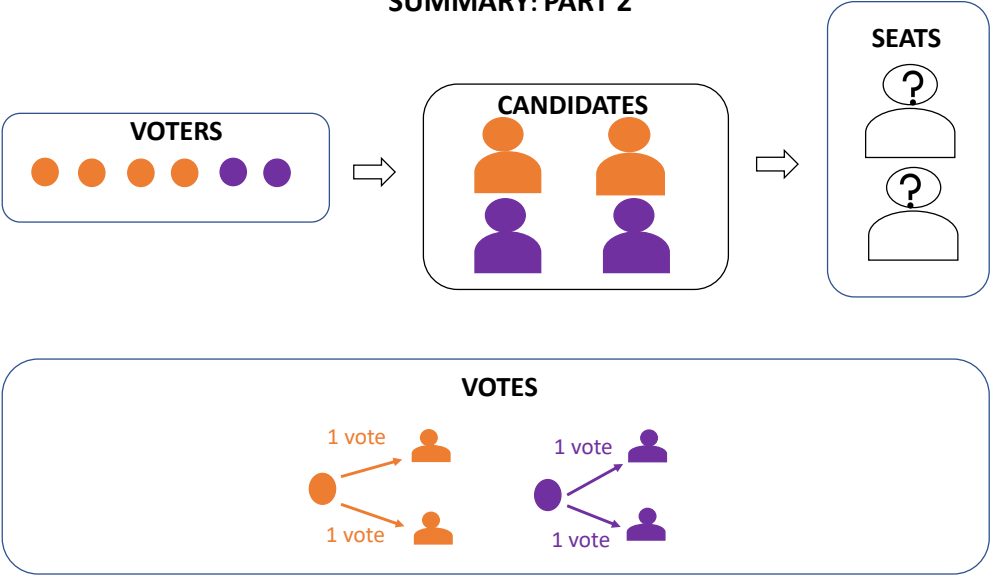 SUMMARY: PART 2
SEATS
?
?
CANDIDATES
VOTERS
VOTES
1 vote
1 vote
1 vote
1 vote